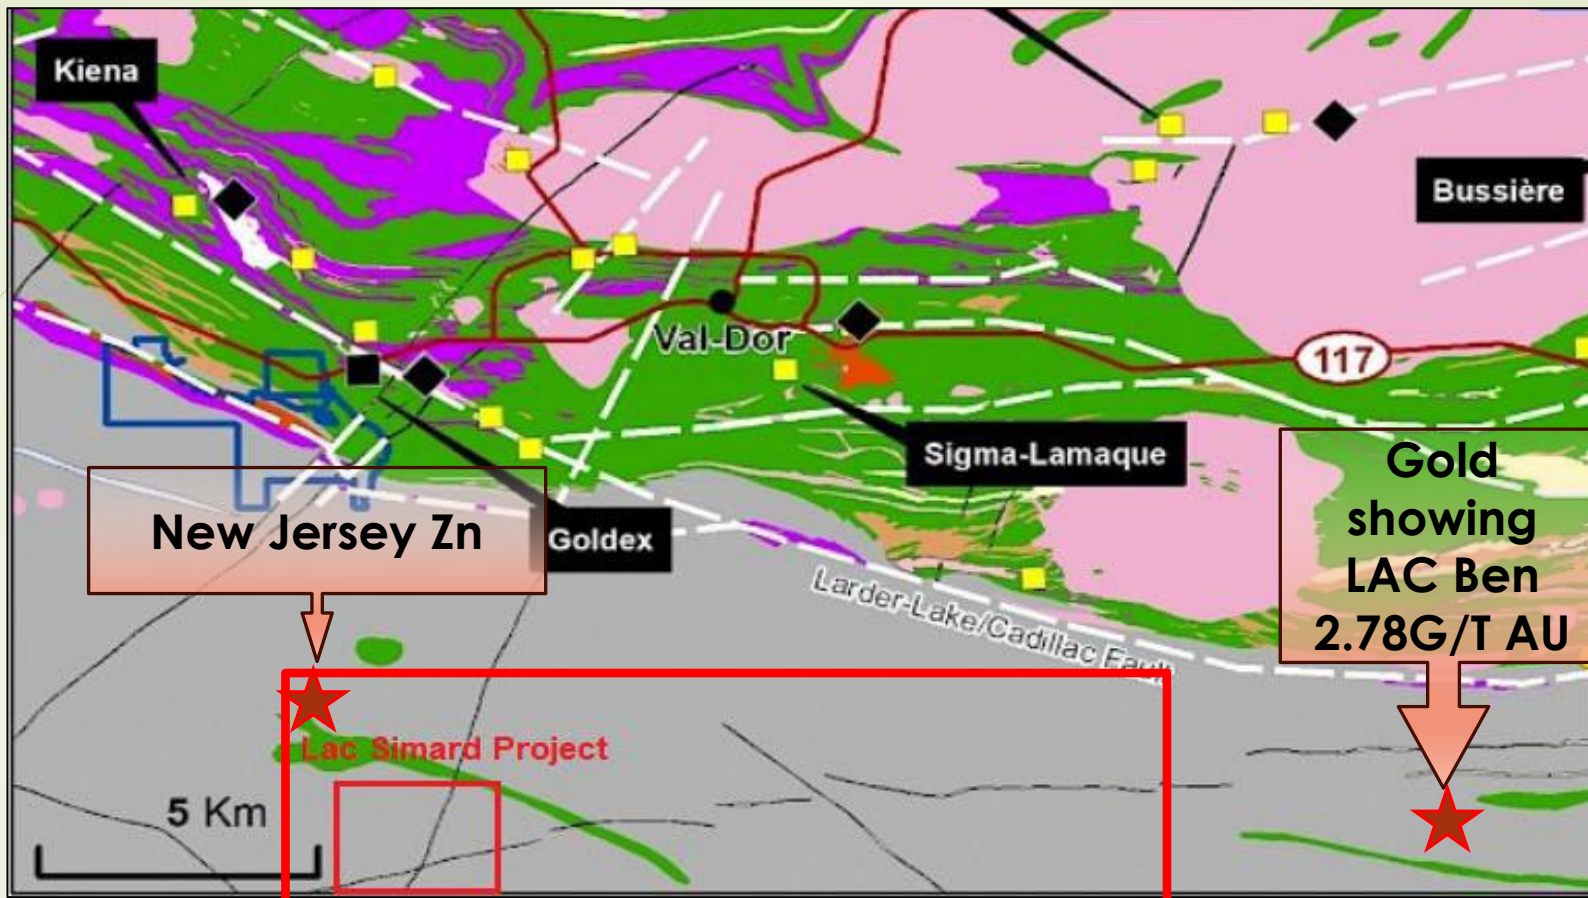 Kiena
Bussière
Val-Dor
117
Sigma-Lamaque
Gold
showing
LAC Ben
2.78G/T AU
New Jersey Zn
Goldex
Larder-Lake/Cadillac Fault
Lac Simard Project
5 Km